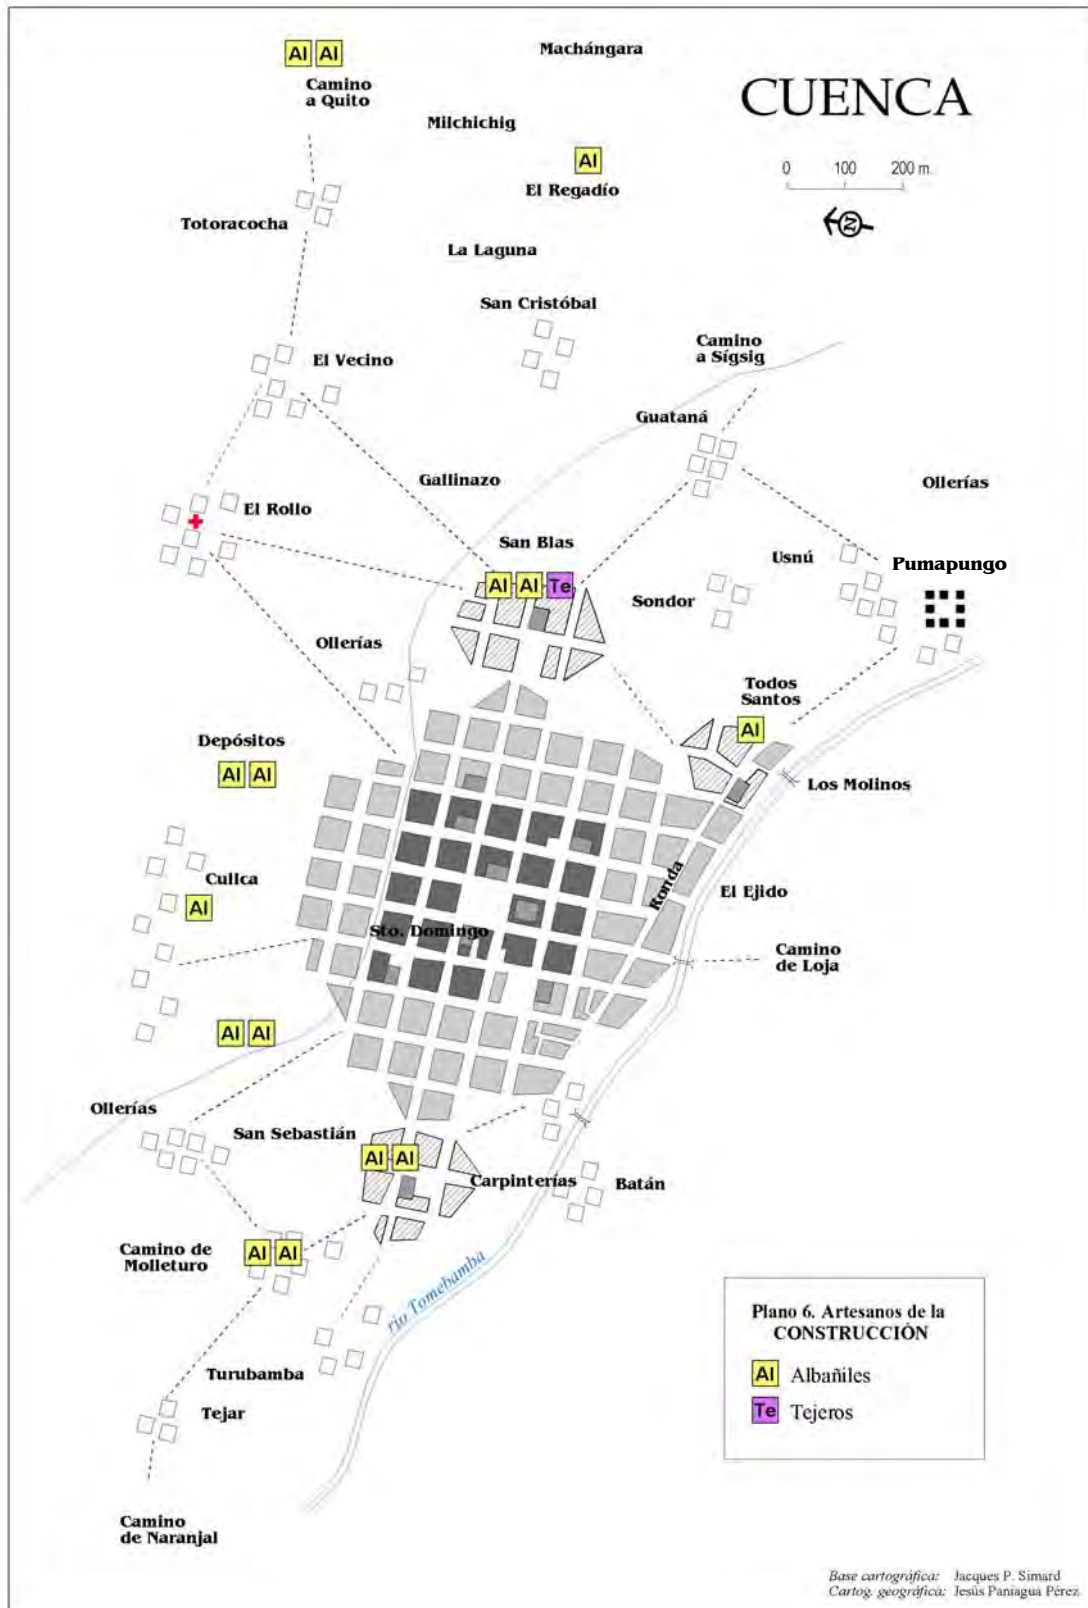 Al Al
Camino
a Quito
Machángara
CUENCA
Milchichig
0 100 200 m.
N
Al
El Regadío
Totoracocha
La Laguna
San Cristóbal
Camino
a Sígsig
El Vecino
Guataná
Gallinazo
Ollerías
El Rollo
San Blas
Usnú
Pumapungo
Al Al Te
Sondor
Ollerías
Todos
Santos
Al
Depósitos
Al Al
Los Molinos
Cullca
Al
Ronda
El Ejido
Sto. Domingo
Camino
de Loja
Al Al
Ollerías
San Sebastián
Al Al
Carpinterías
Batán
Camino de
Molleturo
Al Al
río Tomebamba
Turubamba
Tejar
Camino
de Naranjal
Plano 6. Artesanos de la
CONSTRUCCIÓN
Al Albañiles
Te Tejeros
Base cartográfica: Jacques P. Simard
Cartog. geográfica: Jesús Paniagua Pérez